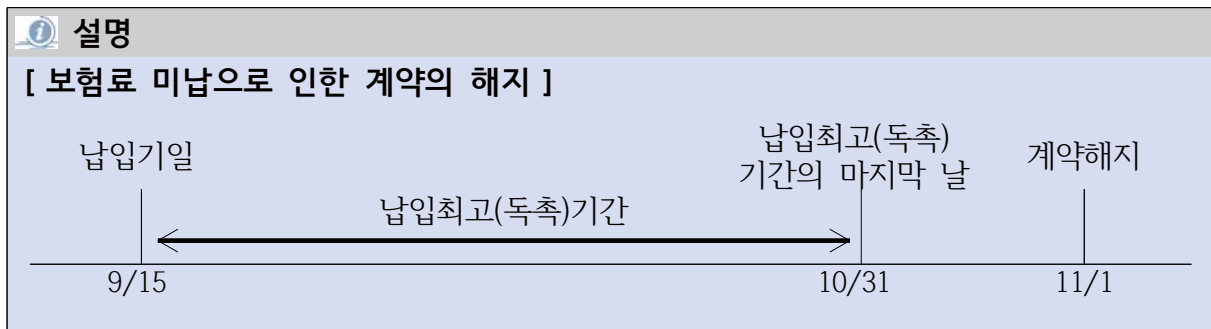 설명
[ 보험료 미납으로 인한 계약의 해지 ]
납입기일
납입최고(독촉)
기간의 마지막 날
계약해지
납입최고(독촉)기간
9/15
10/31
11/1